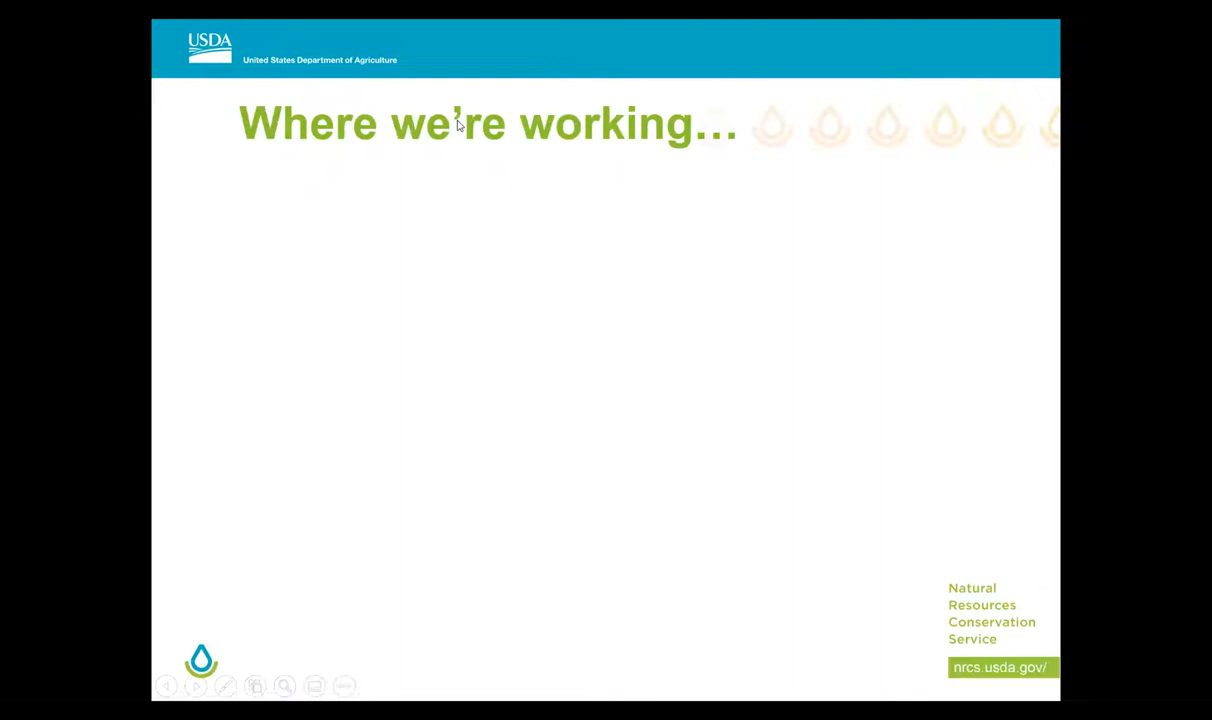 USDA
United States Department of Agriculture
Where we’re working…
Natural
Resources
Conservation
Service
nrcs.usda.gov/